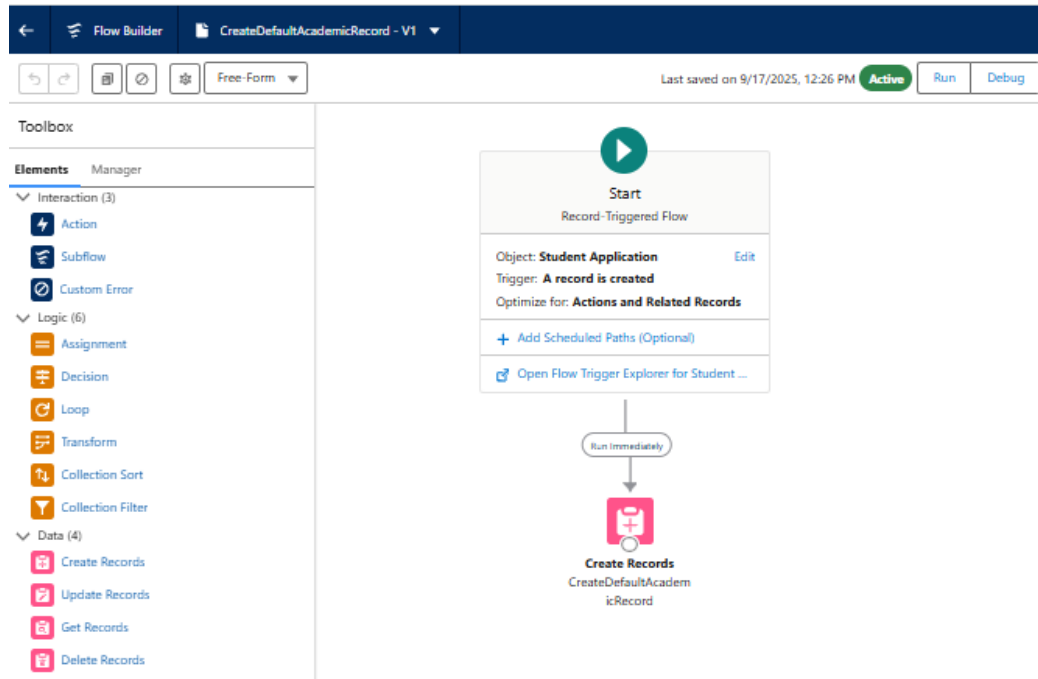 Flow Builder
CreateDefaultAcademicRecord - V1
Free-Form
Last saved on 9/17/2025, 12:26 PM
Active
Run
Debug
Toolbox
Elements
Manager
Interaction (3)
Action
Subflow
Custom Error
Logic (6)
Assignment
Decision
Loop
Transform
Collection Sort
Collection Filter
Data (4)
Create Records
Update Records
Get Records
Delete Records
Start
Record-Triggered Flow
Object: Student Application
Edit
Trigger: A record is created
Optimize for: Actions and Related Records
Add Scheduled Paths (Optional)
Open Flow Trigger Explorer for Student ...
Run Immediately
Create Records
CreateDefaultAcadem
icRecord